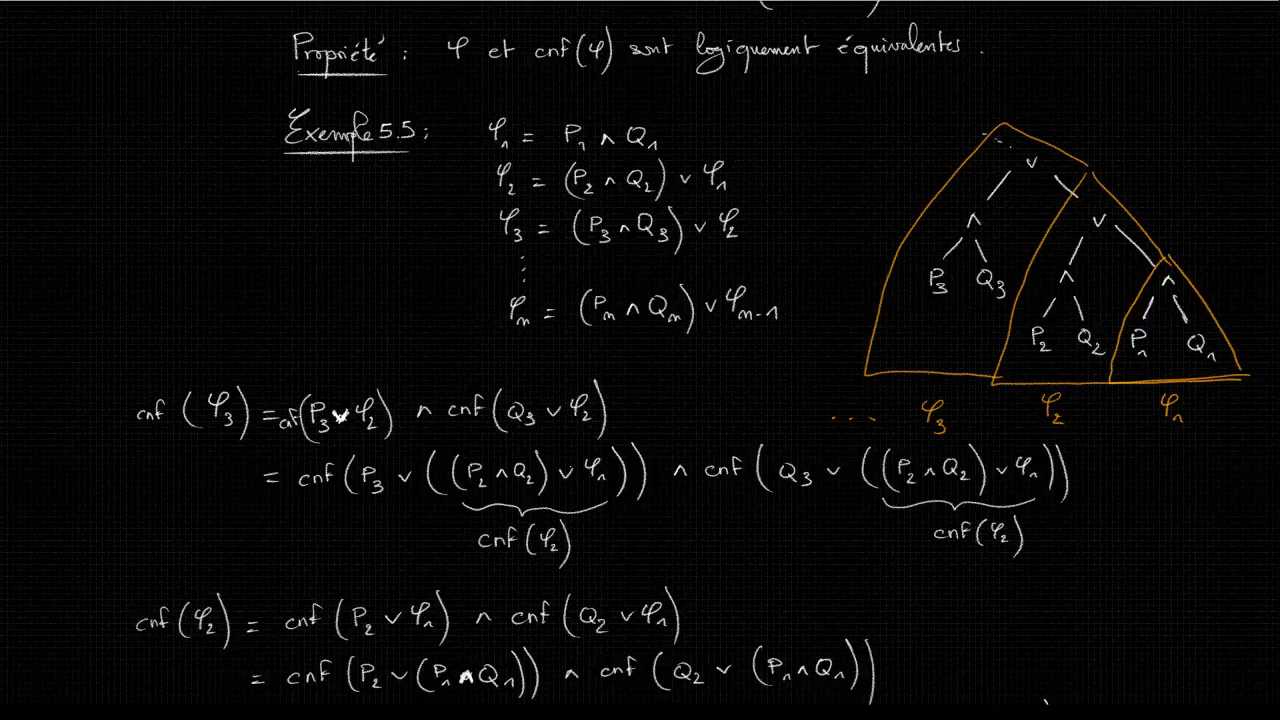 Propriété : φ et cnf(φ) sont logiquement équivalentes.
Exemple 5.5 : φ₁ = P₁ ∧ Q₁
φ₂ = (P₂ ∧ Q₂) ∨ φ₁
φ₃ = (P₃ ∧ Q₃) ∨ φ₂
⋮
φₙ = (Pₙ ∧ Qₙ) ∨ φₙ₋₁
∨
∧ ∨
P₃ Q₃ ∧ ∧
P₂ Q₂ P₁ Q₁
... φ₃ φ₂ φ₁
cnf(φ₃) = cnf(P₃ ∨ φ₂) ∧ cnf(Q₃ ∨ φ₂)
= cnf(P₃ ∨ ((P₂ ∧ Q₂) ∨ φ₁)) ∧ cnf(Q₃ ∨ ((P₂ ∧ Q₂) ∨ φ₁))
cnf(φ₂) cnf(φ₂)
cnf(φ₂) = cnf(P₂ ∨ φ₁) ∧ cnf(Q₂ ∨ φ₁)
= cnf(P₂ ∨ (P₁ ∧ Q₁)) ∧ cnf(Q₂ ∨ (P₁ ∧ Q₁))